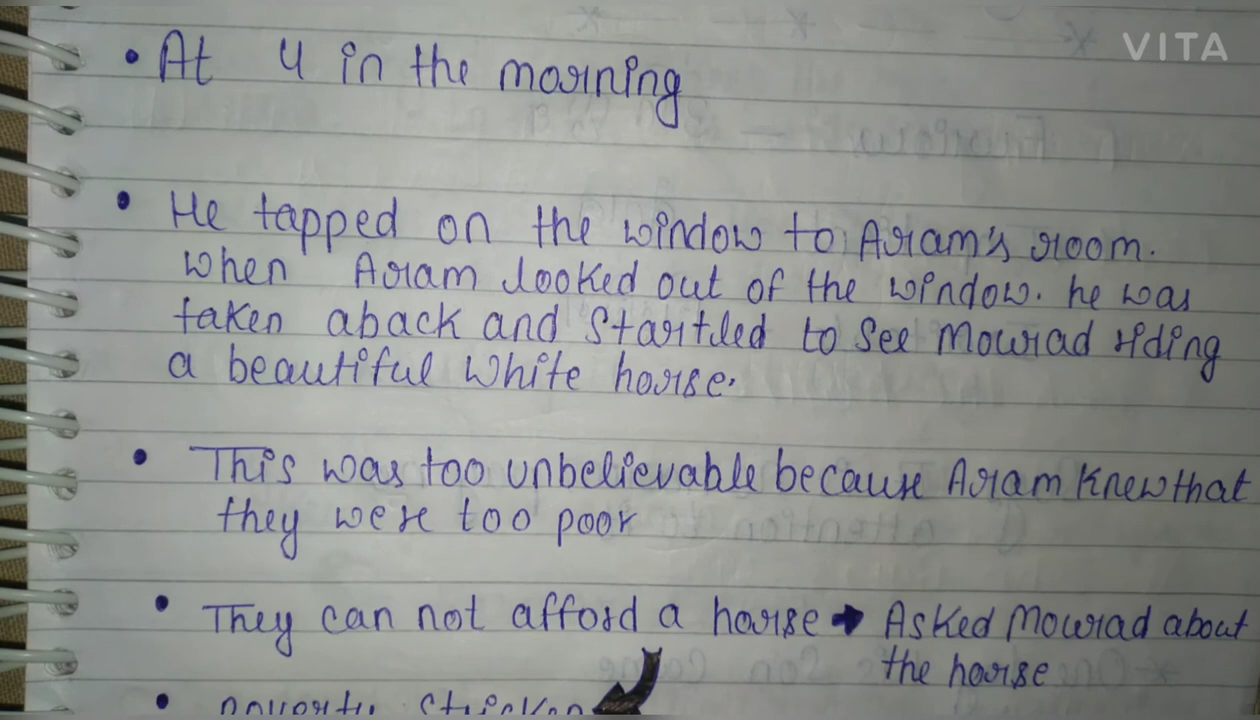 VITA
• At 4 in the morning
• He tapped on the window to Aram's room.
when Aram looked out of the window. he was
taken aback and startled to see Mourad riding
a beautiful white horse.
• This was too unbelievable because Aram knew that
they were too poor
• They can not afford a horse → Asked Mourad about
the horse
• poverty stricken